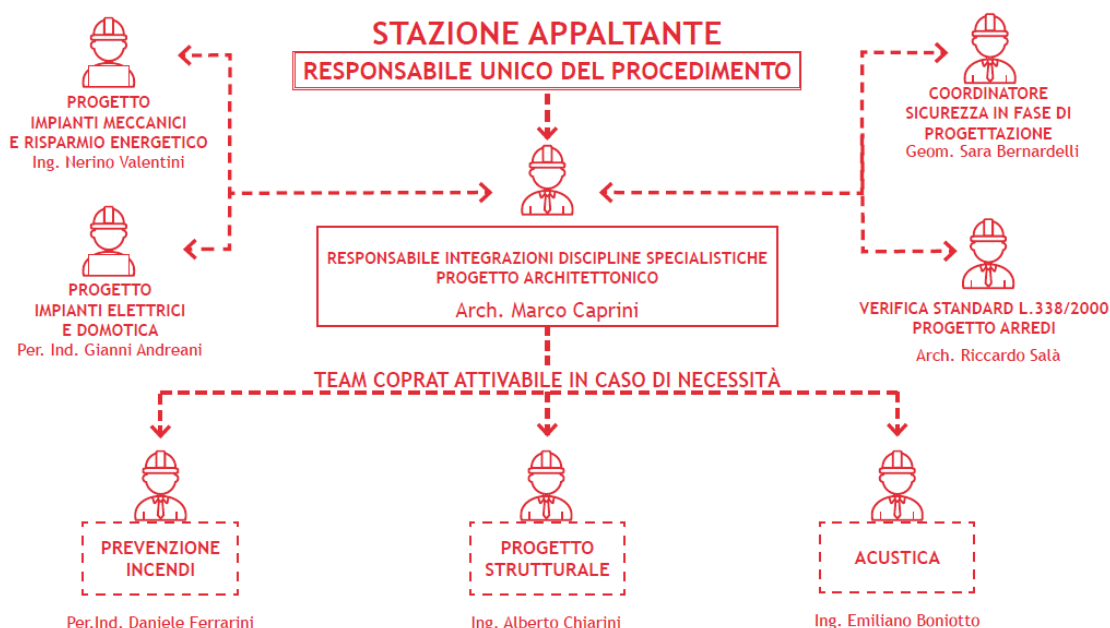 STAZIONE APPALTANTE
RESPONSABILE UNICO DEL PROCEDIMENTO
PROGETTO
IMPIANTI MECCANICI
E RISPARMIO ENERGETICO
Ing. Nerino Valentini
COORDINATORE
SICUREZZA IN FASE DI
PROGETTAZIONE
Geom. Sara Bernardelli
RESPONSABILE INTEGRAZIONI DISCIPLINE SPECIALISTICHE
PROGETTO ARCHITETTONICO
Arch. Marco Caprini
PROGETTO
IMPIANTI ELETTRICI
E DOMOTICA
Per. Ind. Gianni Andreani
VERIFICA STANDARD L.338/2000
PROGETTO ARREDI
Arch. Riccardo Salà
TEAM COPRAT ATTIVABILE IN CASO DI NECESSITÀ
PREVENZIONE
INCENDI
Per.Ind. Daniele Ferrarini
PROGETTO
STRUTTURALE
Ing. Alberto Chiarini
ACUSTICA
Ing. Emiliano Boniotto